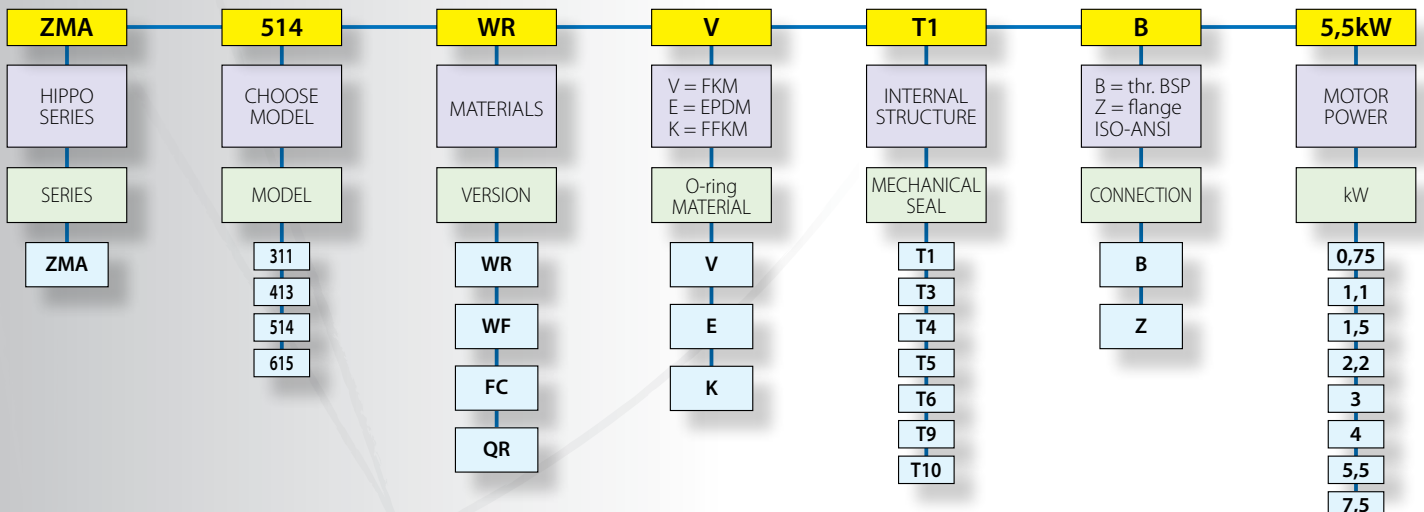 ZMA
514
WR
V
T1
B
5,5kW
HIPPO
SERIES
CHOOSE
MODEL
MATERIALS
V = FKM
E = EPDM
K = FFKM
INTERNAL
STRUCTURE
B = thr. BSP
Z = flange
ISO-ANSI
MOTOR
POWER
SERIES
MODEL
VERSION
O-ring
MATERIAL
MECHANICAL
SEAL
CONNECTION
kW
ZMA
311
413
514
615
WR
WF
FC
QR
V
E
K
T1
T3
T4
T5
T6
T9
T10
B
Z
0,75
1,1
1,5
2,2
3
4
5,5
7,5